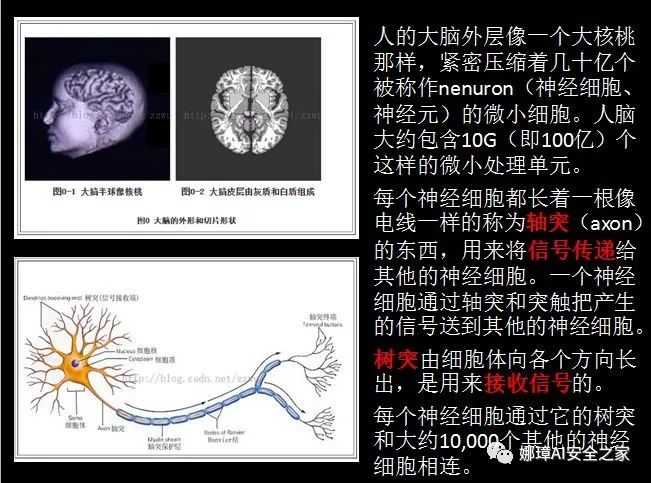 http://blog.csdn.net/zzwu
图0-1 大脑半球像核桃
图0-2 大脑皮层由灰质和白质组成
图0 大脑的外形和切片形状
Dendrites (receiving end) 树突(信号接收端)
Nucleus 细胞核
Cytoplasm 细胞质
Soma
细胞体
Axon 轴突
Myelin sheath
轴突保护层
Nodes of Ranvier
Ranvier结
轴突终端
Terminal buttons
http://blog.csdn.net/zzwu
人的大脑外层像一个大核桃
那样，紧密压缩着几十亿个
被称作nenuron（神经细胞、
神经元）的微小细胞。人脑
大约包含10G（即100亿）个
这样的微小处理单元。
每个神经细胞都长着一根像
电线一样的称为轴突（axon）
的东西，用来将信号传递给
其他的神经细胞。一个神经
细胞通过轴突和突触把产生
的信号送到其他的神经细胞。
树突由细胞体向各个方向长
出，是用来接收信号的。
每个神经细胞通过它的树突
和大约10,000个其他的神经
细胞相连。
娜璋AI安全之家